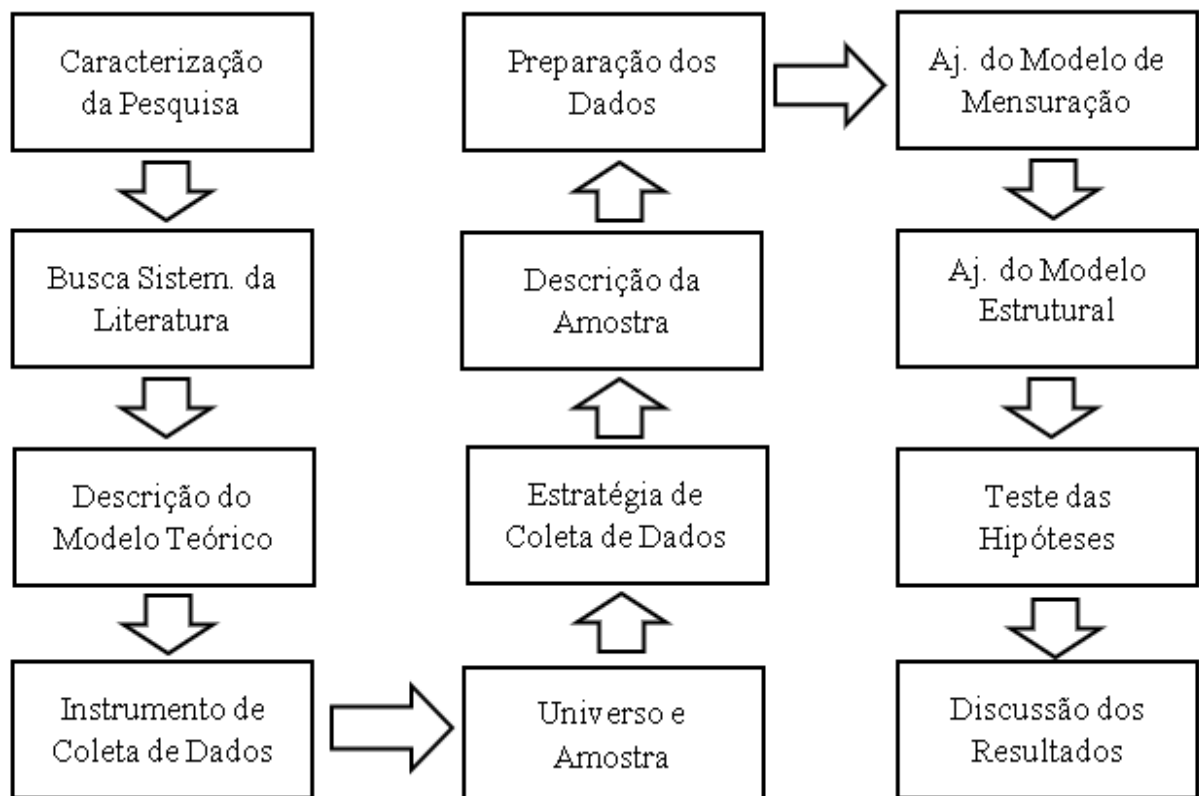 Caracterização
da Pesquisa
Busca Sistem. da
Literatura
Descrição do
Modelo Teórico
Instrumento de
Coleta de Dados
Universo e
Amostra
Estratégia de
Coleta de Dados
Descrição da
Amostra
Preparação dos
Dados
Aj. do Modelo de
Mensuração
Aj. do Modelo
Estrutural
Teste das
Hipóteses
Discussão dos
Resultados